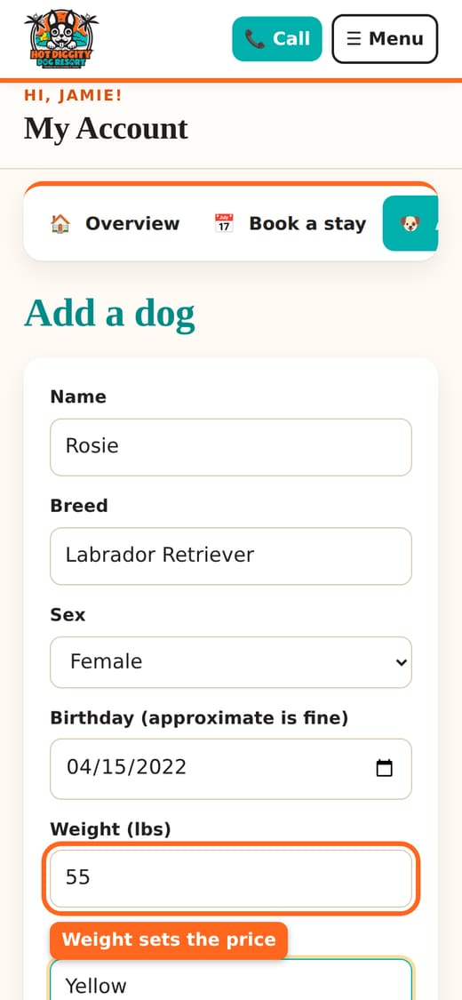 HOT DIGGITY
DOG RESORT
📞 Call
☰ Menu
HI, JAMIE!
My Account
🏠 Overview
📅 Book a stay
🐶
Add a dog
Name
Rosie
Breed
Labrador Retriever
Sex
Female
Birthday (approximate is fine)
04/15/2022
Weight (lbs)
55
Weight sets the price
Yellow